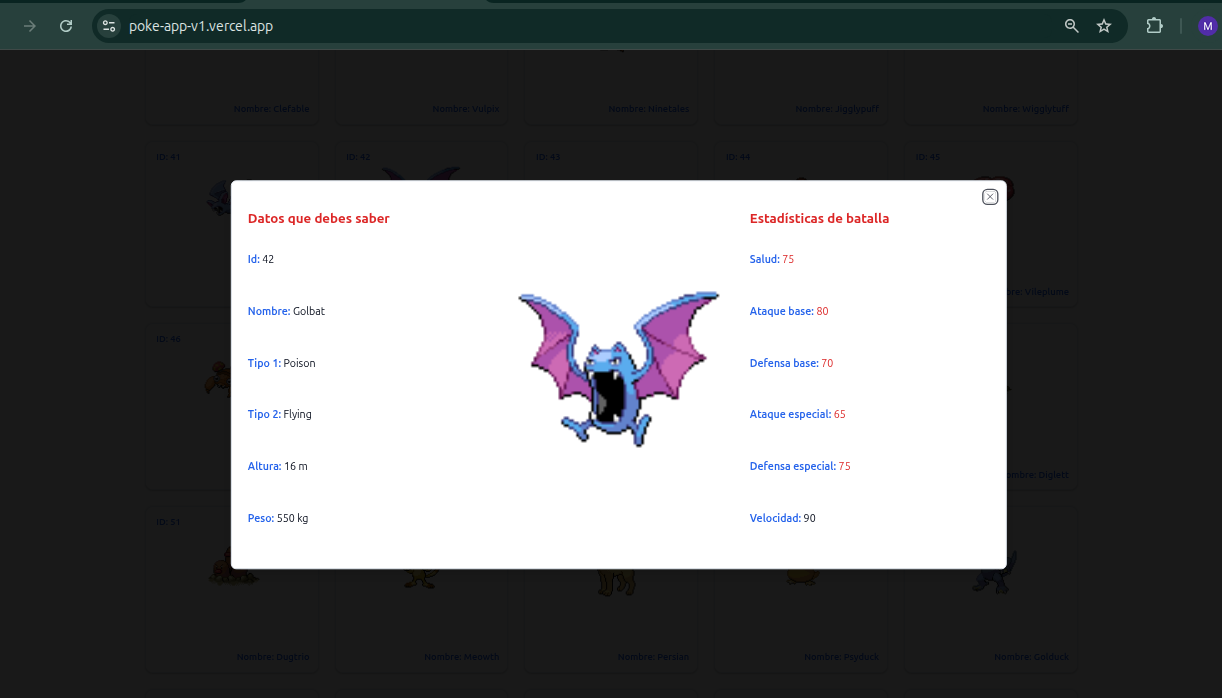 poke-app-v1.vercel.app
M
Nombre: Clefable
Nombre: Vulpix
Nombre: Ninetales
Nombre: Jigglypuff
Nombre: Wigglytuff
ID: 41
ID: 42
ID: 43
ID: 44
ID: 45
Datos que debes saber
Id: 42
Nombre: Golbat
Tipo 1: Poison
Tipo 2: Flying
Altura: 16 m
Peso: 550 kg
Estadísticas de batalla
Salud: 75
Ataque base: 80
Defensa base: 70
Ataque especial: 65
Defensa especial: 75
Velocidad: 90
Vileplume
ID: 46
Diglett
ID: 51
Nombre: Dugtrio
Nombre: Meowth
Nombre: Persian
Nombre: Psyduck
Nombre: Golduck